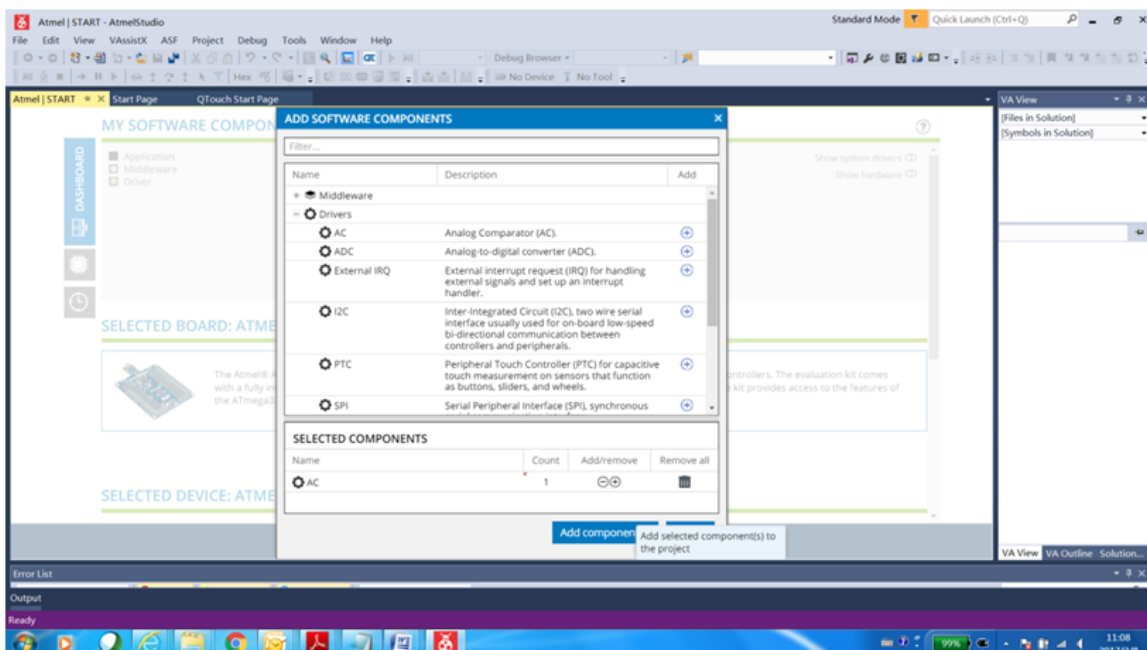 Atmel | START - AtmelStudio
Standard Mode
Quick Launch (Ctrl+Q)
File Edit View VAssistX ASF Project Debug Tools Window Help
Debug Browser
Hex
No Device
No Tool
Atmel | START
Start Page
QTouch Start Page
VA View
[Files in Solution]
[Symbols in Solution]
DASHBOARD
MY SOFTWARE COMPON
Application
Middleware
Driver
Show system drivers
Show hardware
ADD SOFTWARE COMPONENTS
Filter...
Name Description Add
Middleware
Drivers
AC Analog Comparator (AC).
ADC Analog-to-digital converter (ADC).
External IRQ External interrupt request (IRQ) for handling
external signals and set up an interrupt
handler.
I2C Inter-Integrated Circuit (I2C), two wire serial
interface usually used for on-board low-speed
bi-directional communication between
controllers and peripherals.
PTC Peripheral Touch Controller (PTC) for capacitive
touch measurement on sensors that function
as buttons, sliders, and wheels.
SPI Serial Peripheral Interface (SPI), synchronous
SELECTED BOARD: ATME
The Atmel® A
with a fully in
the ATmega3
ontrollers. The evaluation kit comes
kit provides access to the features of
SELECTED COMPONENTS
Name Count Add/remove Remove all
AC 1
SELECTED DEVICE: ATME
Add componen
Add selected component(s) to
the project
VA View VA Outline Solution...
Error List
Output
Ready
99%
11:08